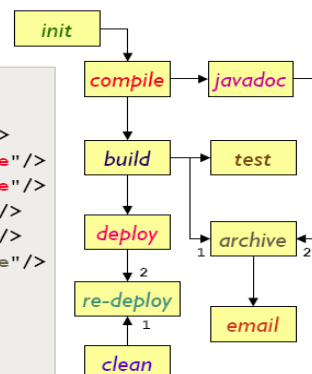 init
compile
javadoc
>
e"/>
build
test
e"/>
/>
deploy
/>
archive
1
2
e"/>
2
re-deploy
1
email
clean